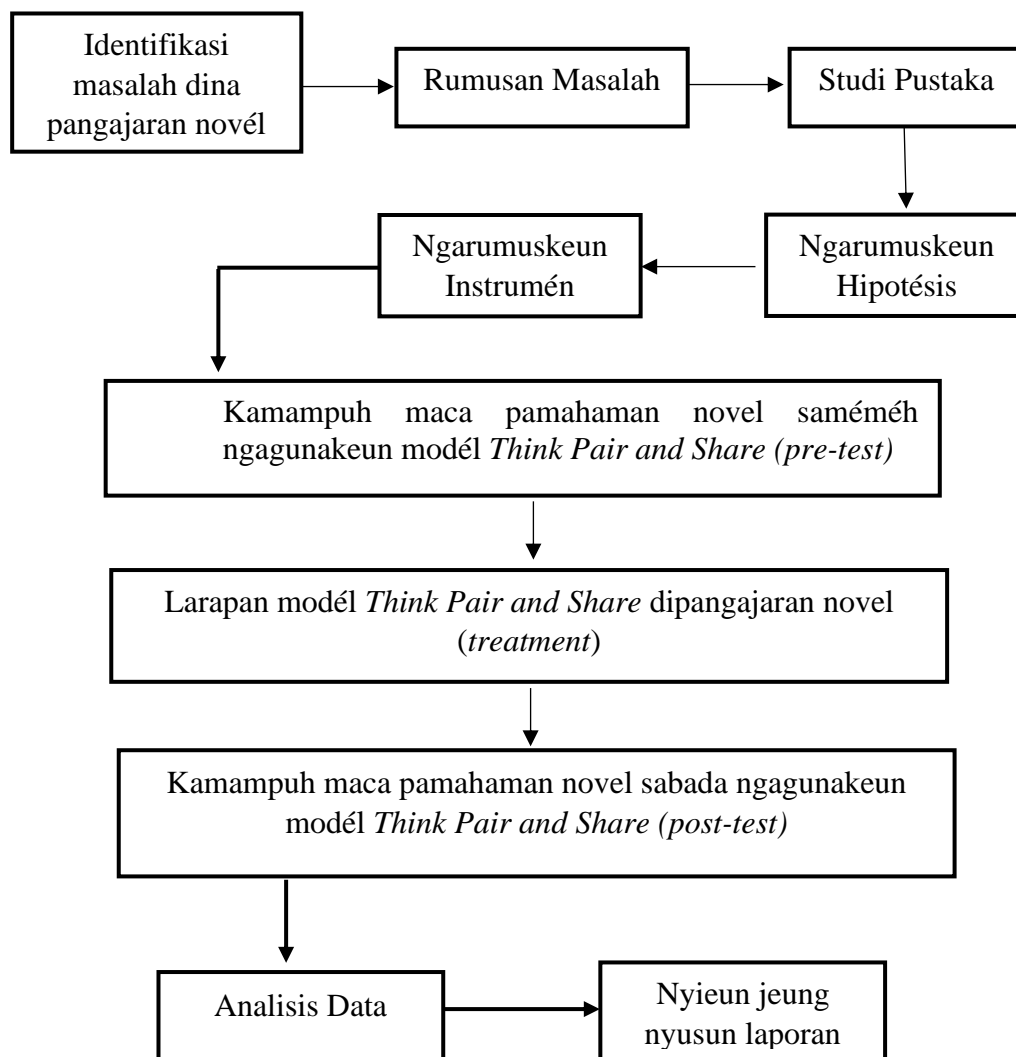 Identifikasi
masalah dina
pangajaran novél
Rumusan Masalah
Studi Pustaka
Ngarumuskeun
Hipotésis
Ngarumuskeun
Instrumén
Kamampuh maca pamahaman novel saméméh
ngagunakeun modél Think Pair and Share (pre-test)
Larapan modél Think Pair and Share dipangajaran novel
(treatment)
Kamampuh maca pamahaman novel sabada ngagunakeun
modél Think Pair and Share (post-test)
Analisis Data
Nyieun jeung
nyusun laporan